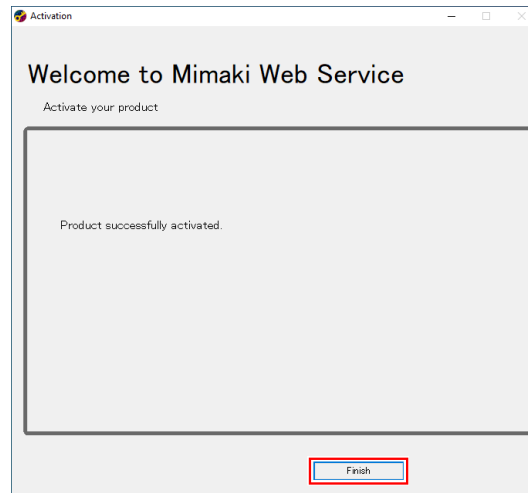 Activation
Welcome to Mimaki Web Service
Activate your product
Product successfully activated.
Finish